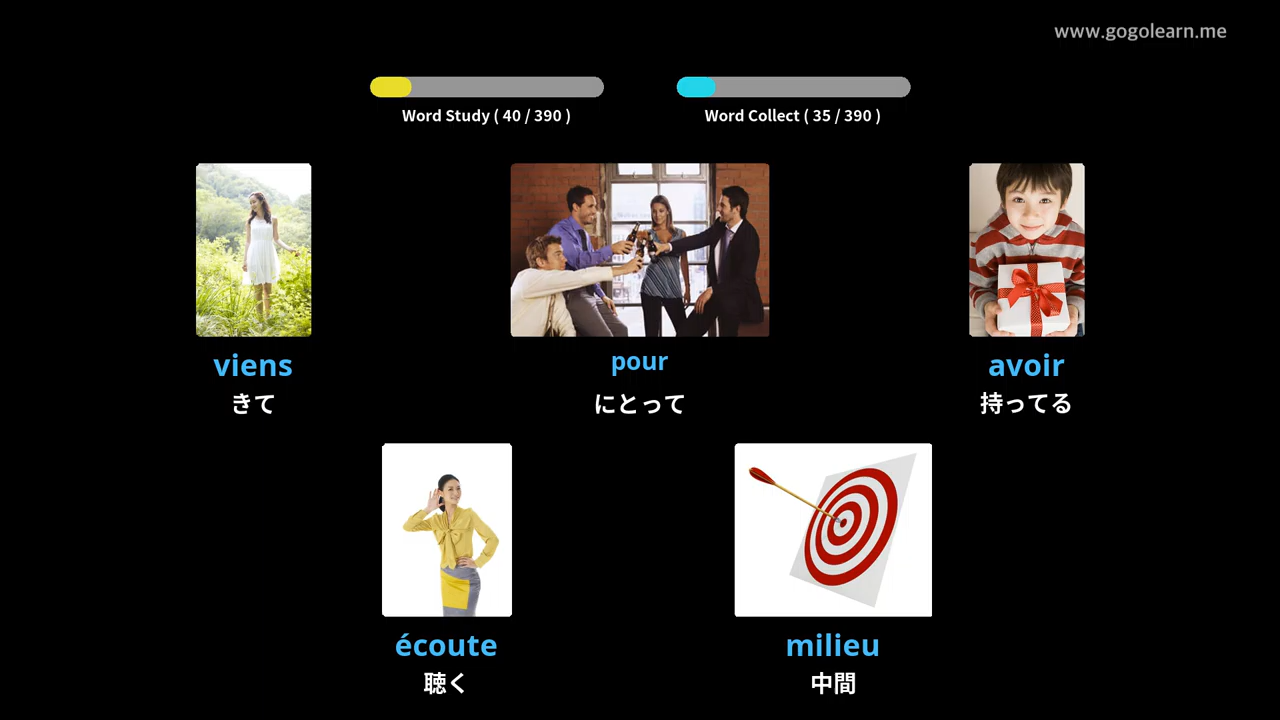 www.gogolearn.me
Word Study ( 40 / 390 )
Word Collect ( 35 / 390 )
viens
きて
pour
にとって
avoir
持ってる
écoute
聴く
milieu
中間